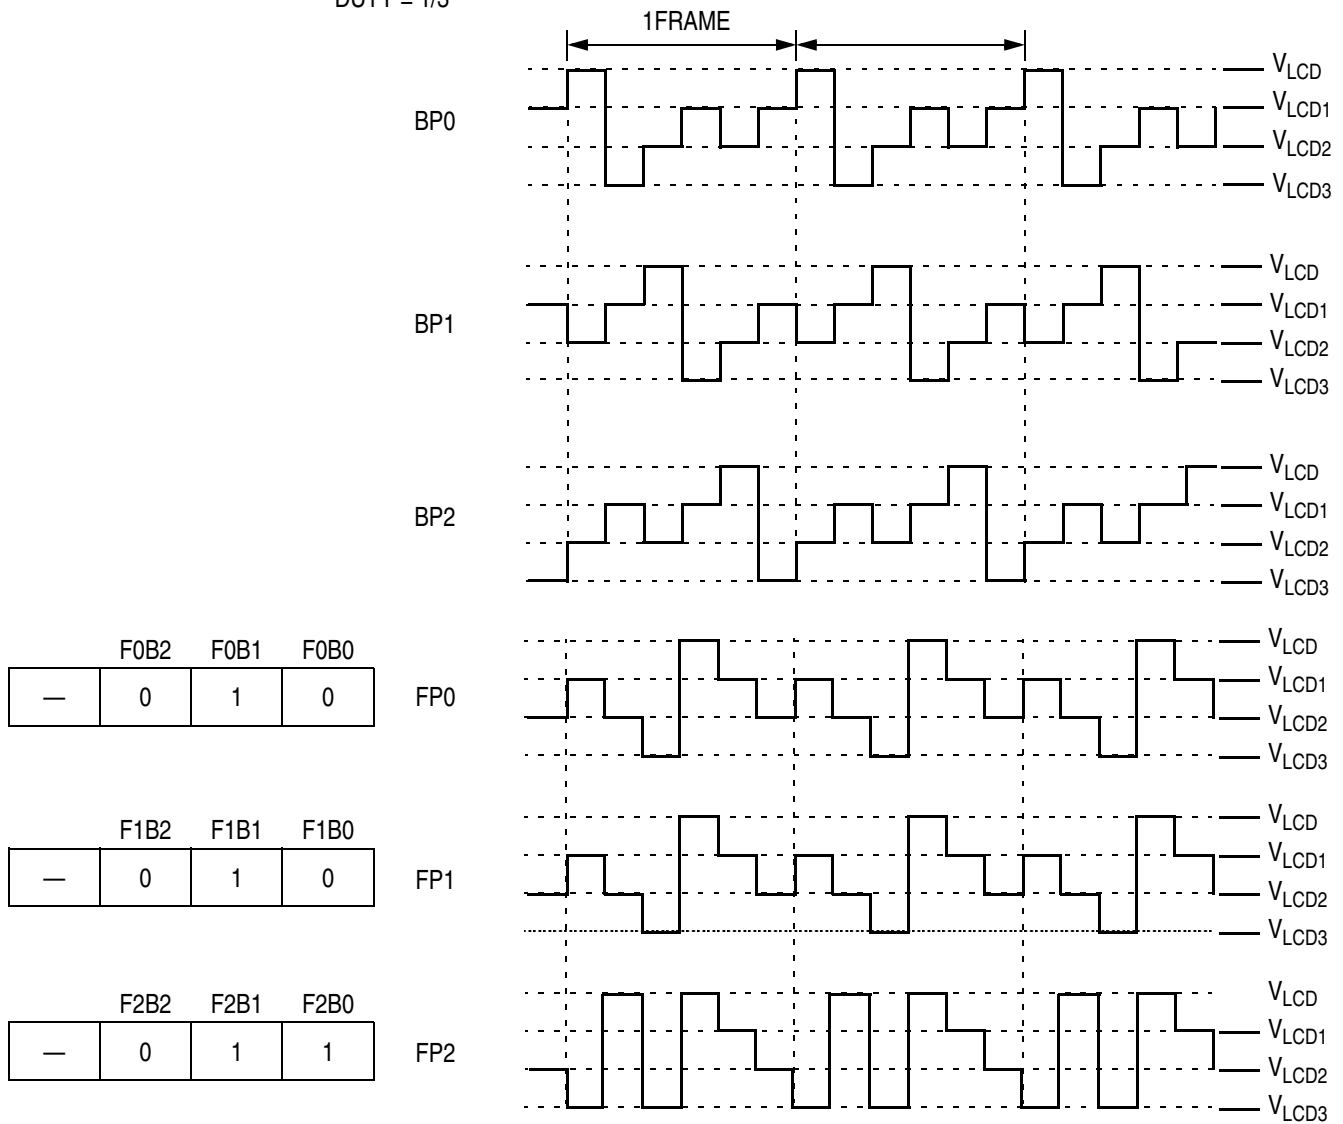 DUTY = 1/3
1FRAME
BP0
VLCD
VLCD1
VLCD2
VLCD3
BP1
VLCD
VLCD1
VLCD2
VLCD3
BP2
VLCD
VLCD1
VLCD2
VLCD3
F0B2 F0B1 F0B0
— 0 1 0
FP0
VLCD
VLCD1
VLCD2
VLCD3
F1B2 F1B1 F1B0
— 0 1 0
FP1
VLCD
VLCD1
VLCD2
VLCD3
F2B2 F2B1 F2B0
— 0 1 1
FP2
VLCD
VLCD1
VLCD2
VLCD3